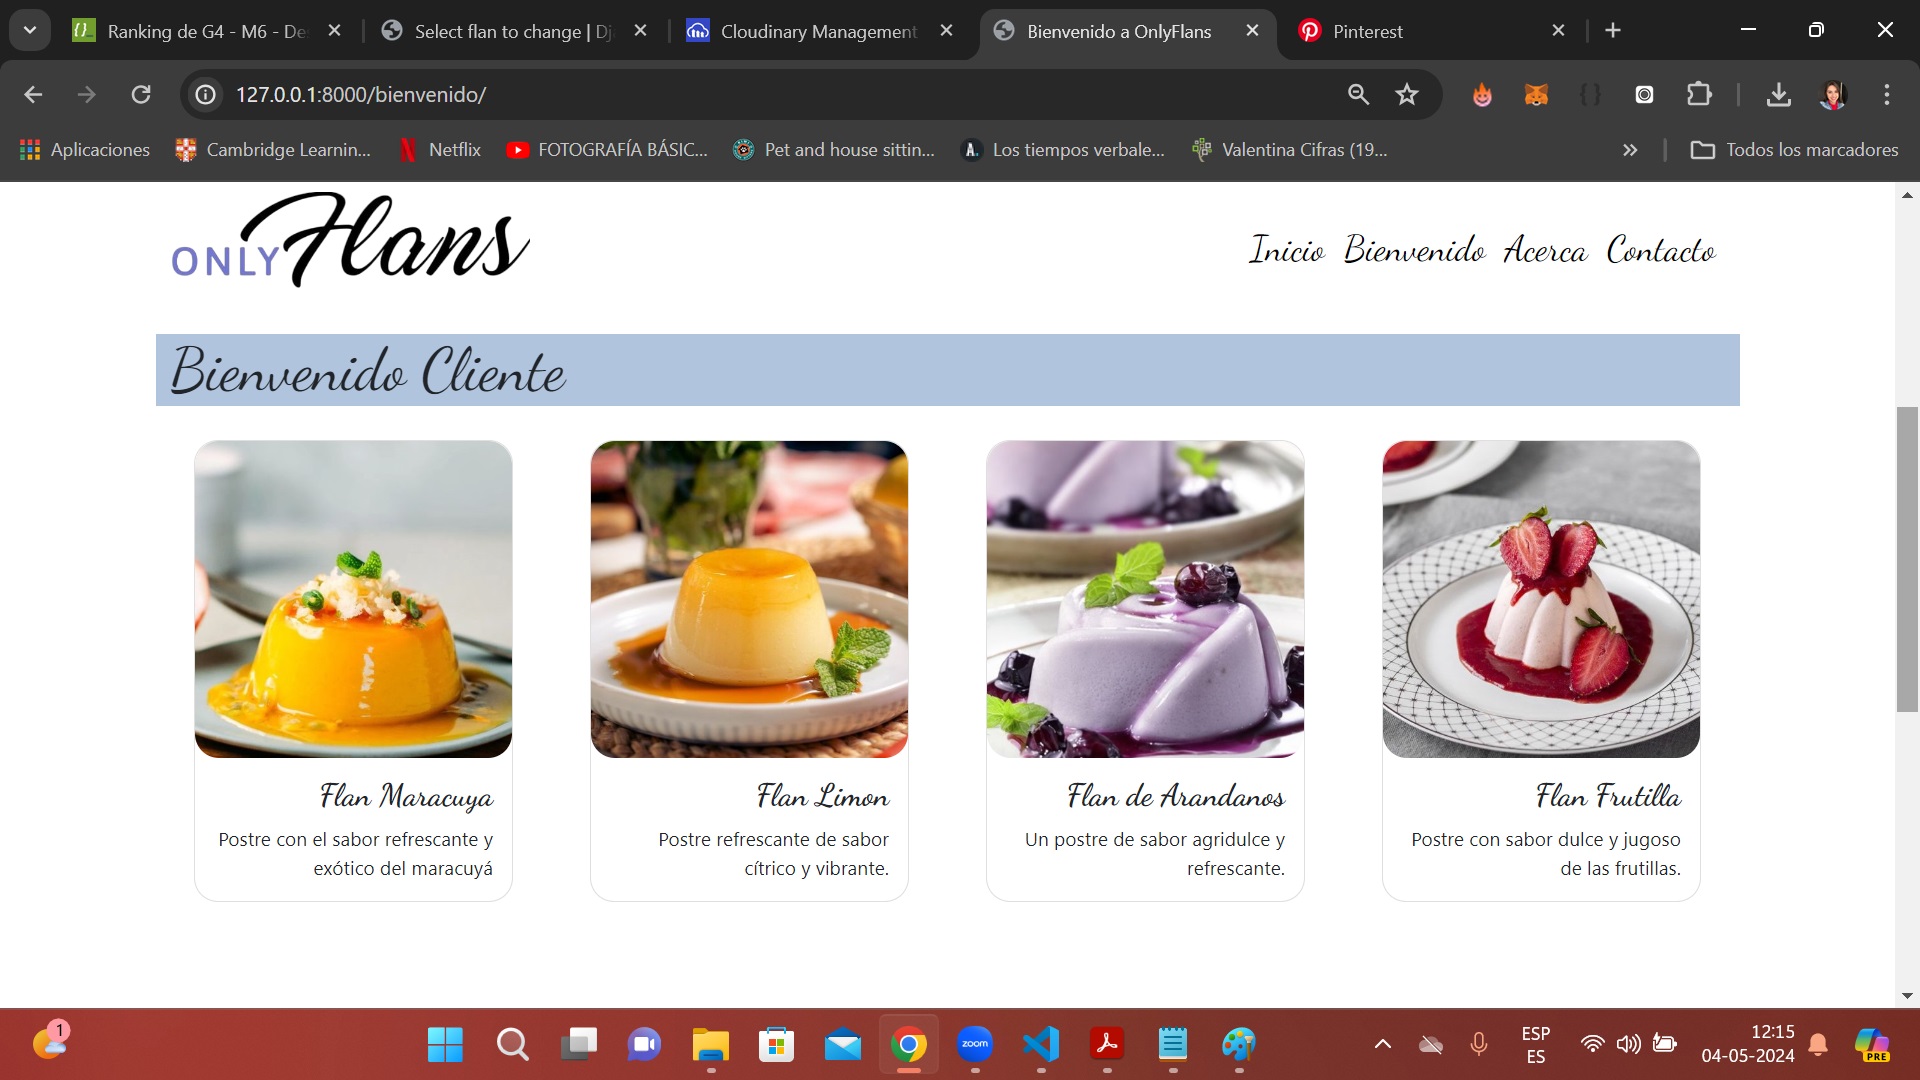 Ranking de G4 - M6 - De
Select flan to change | Dj
Cloudinary Management
Bienvenido a OnlyFlans
Pinterest
127.0.0.1:8000/bienvenido/
Aplicaciones
Cambridge Learnin...
Netflix
FOTOGRAFÍA BÁSIC...
Pet and house sittin...
Los tiempos verbale...
Valentina Cifras (19...
Todos los marcadores
ONLY Flans
Inicio Bienvenido Acerca Contacto
Bienvenido Cliente
Flan Maracuya
Postre con el sabor refrescante y
exótico del maracuyá
Flan Limon
Postre refrescante de sabor
cítrico y vibrante.
Flan de Arandanos
Un postre de sabor agridulce y
refrescante.
Flan Frutilla
Postre con sabor dulce y jugoso
de las frutillas.
1
zoom
ESP
ES
12:15
04-05-2024
PRE